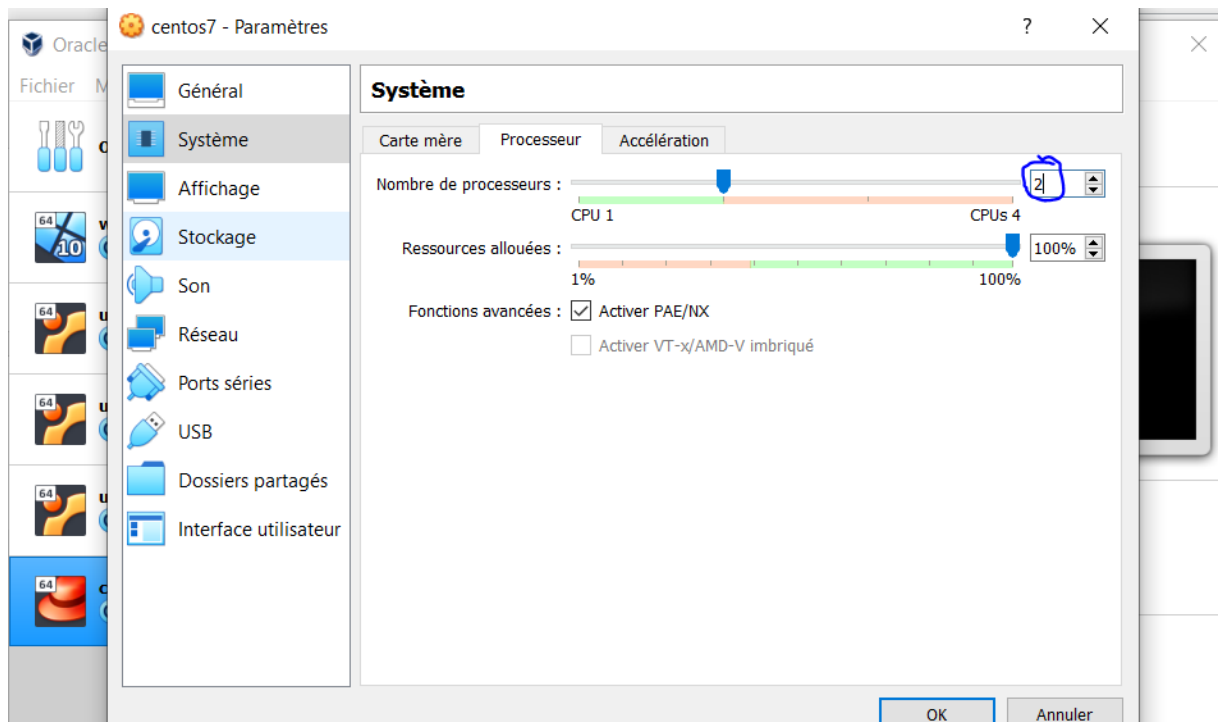 centos7 - Paramètres
?
Oracle
Fichier
Général
Système
Affichage
Stockage
Son
Réseau
Ports séries
USB
Dossiers partagés
Interface utilisateur
Système
Carte mère Processeur Accélération
Nombre de processeurs : 2
CPU 1 CPUs 4
Ressources allouées : 100%
1% 100%
Fonctions avancées : Activer PAE/NX
Activer VT-x/AMD-V imbriqué
64
10
64
64
64
64
OK Annuler